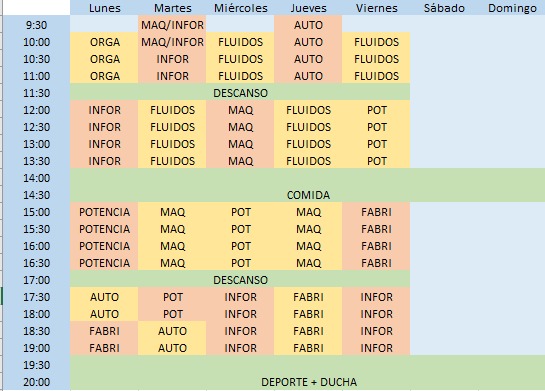 Lunes Martes Miércoles Jueves Viernes Sábado Domingo
9:30 MAQ/INFOR AUTO
10:00 ORGA MAQ/INFOR FLUIDOS AUTO FLUIDOS
10:30 ORGA INFOR FLUIDOS AUTO FLUIDOS
11:00 ORGA INFOR FLUIDOS AUTO FLUIDOS
11:30 DESCANSO
12:00 INFOR FLUIDOS MAQ FLUIDOS POT
12:30 INFOR FLUIDOS MAQ FLUIDOS POT
13:00 INFOR FLUIDOS MAQ FLUIDOS POT
13:30 INFOR FLUIDOS MAQ FLUIDOS POT
14:00
14:30 COMIDA
15:00 POTENCIA MAQ POT MAQ FABRI
15:30 POTENCIA MAQ POT MAQ FABRI
16:00 POTENCIA MAQ POT MAQ FABRI
16:30 POTENCIA MAQ POT MAQ FABRI
17:00 DESCANSO
17:30 AUTO POT INFOR FABRI INFOR
18:00 AUTO POT INFOR FABRI INFOR
18:30 FABRI AUTO INFOR FABRI INFOR
19:00 FABRI AUTO INFOR FABRI INFOR
19:30
20:00 DEPORTE + DUCHA